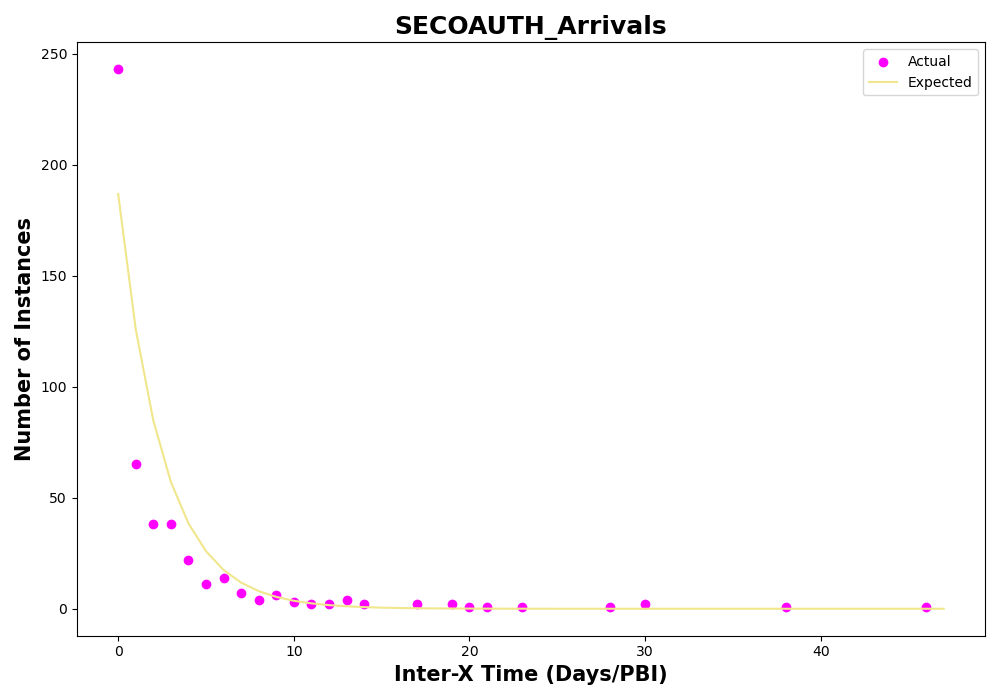 SECOAUTH_Arrivals
Actual
Expected
250
200
150
100
50
0
Number of Instances
0 10 20 30 40
Inter-X Time (Days/PBI)